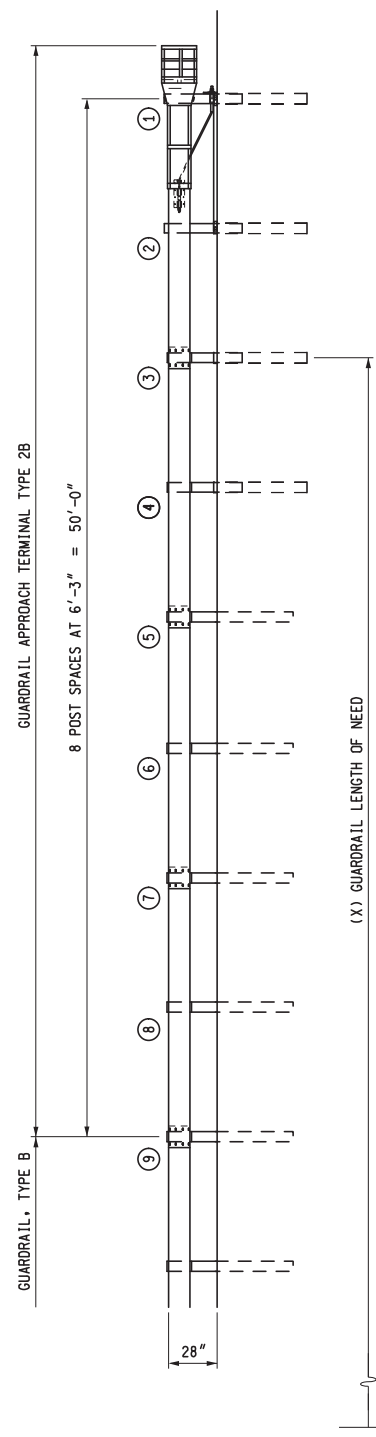 GUARDRAIL, TYPE B
GUARDRAIL APPROACH TERMINAL TYPE 2B
8 POST SPACES AT 6'-3" = 50'-0"
9
8
7
6
5
4
3
2
1
28"
(X) GUARDRAIL LENGTH OF NEED